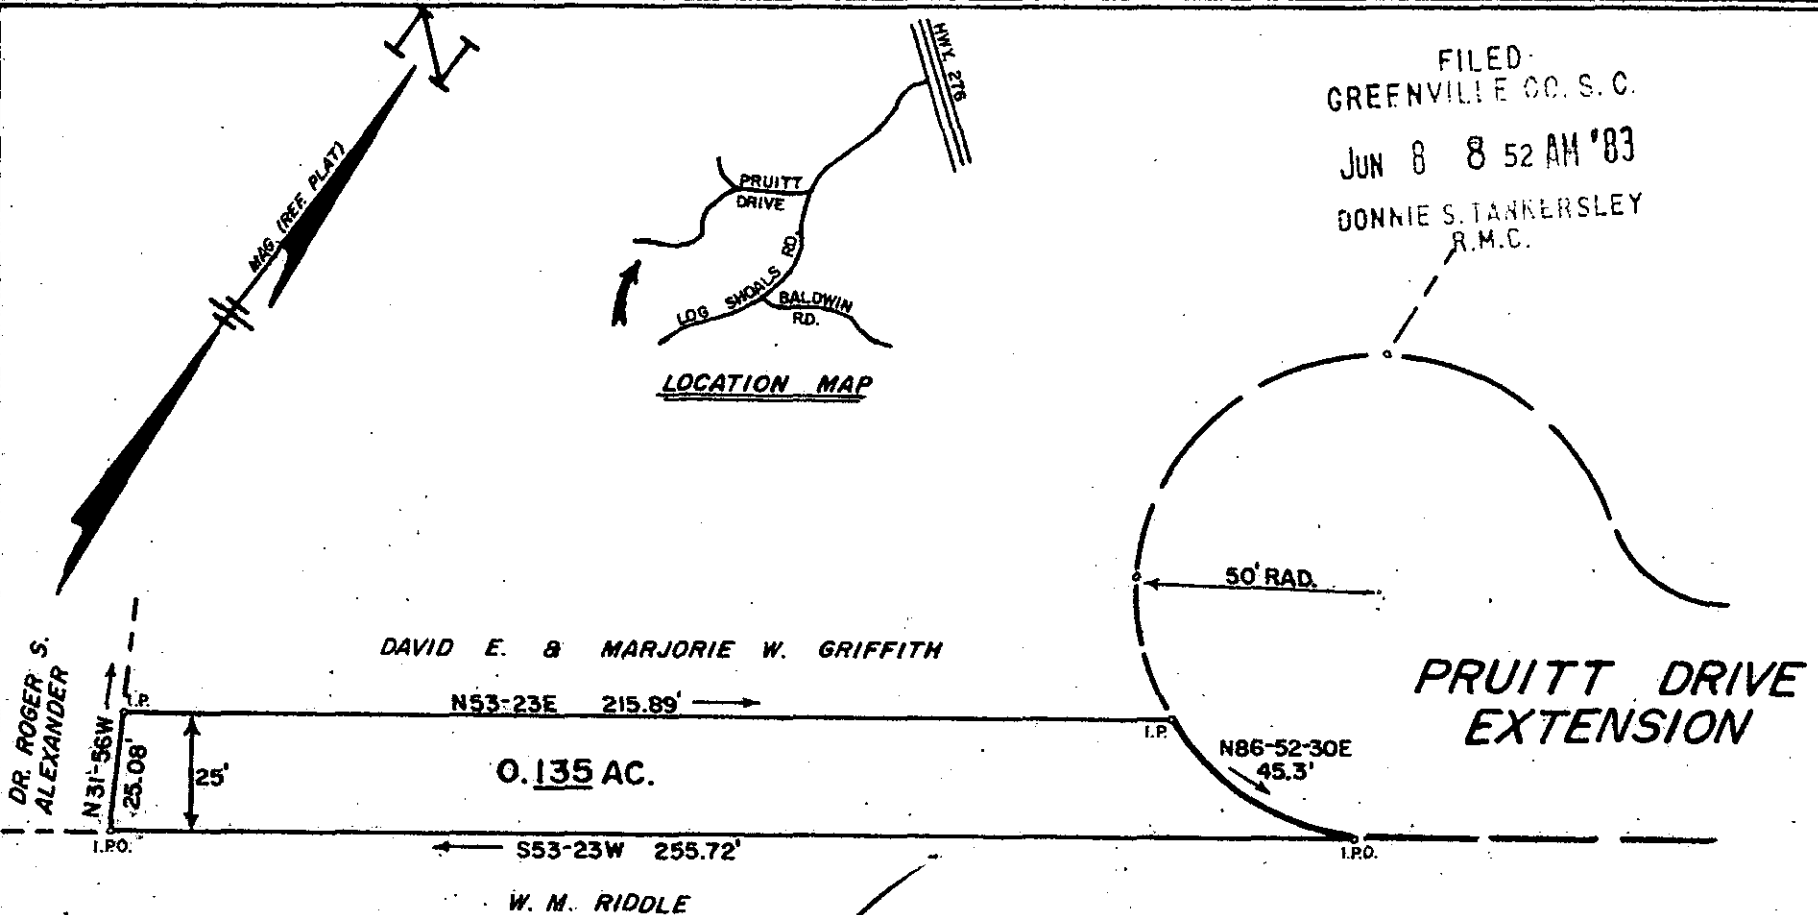 N
MAG. (REF. PLAT)
HWY. 276
PRUITT
DRIVE
LOG SHOALS RD.
BALDWIN
RD.
LOCATION MAP
FILED
GREENVILLE CO. S. C.
JUN 8 8 52 AM '83
DONNIE S. TANKERSLEY
R.M.C.
50' RAD.
DAVID E. & MARJORIE W. GRIFFITH
PRUITT DRIVE
EXTENSION
DR. ROGER S.
ALEXANDER
N31-56W
25.08'
I.P.
N53-23E 215.89'
I.P.
N86-52-30E
45.3'
25'
0.135 AC.
I.P.O.
S53-23W 255.72'
I.P.O.
W. M. RIDDLE